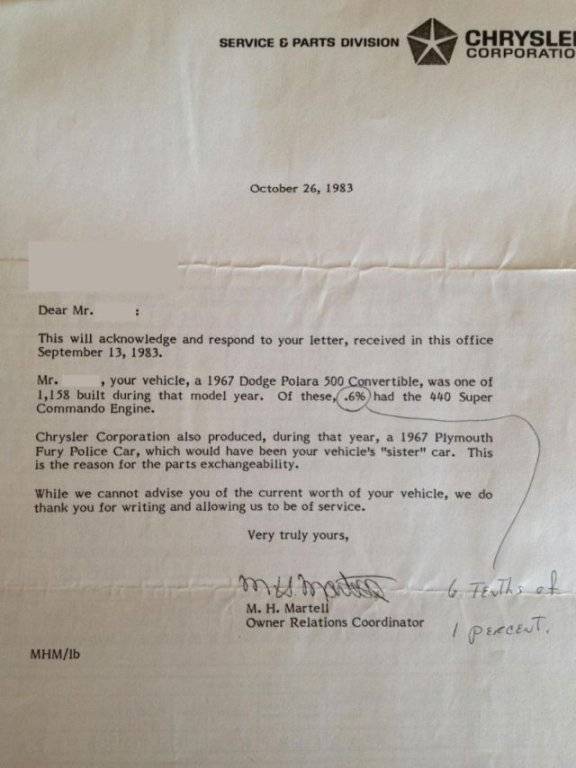 SERVICE & PARTS DIVISION
CHRYSLE
CORPORATIO
October 26, 1983
Dear Mr. :
This will acknowledge and respond to your letter, received in this office
September 13, 1983.
Mr. , your vehicle, a 1967 Dodge Polara 500 Convertible, was one of
1,158 built during that model year. Of these, .6% had the 440 Super
Commando Engine.
Chrysler Corporation also produced, during that year, a 1967 Plymouth
Fury Police Car, which would have been your vehicle's "sister" car. This
is the reason for the parts exchangeability.
While we cannot advise you of the current worth of your vehicle, we do
thank you for writing and allowing us to be of service.
Very truly yours,
M H Martell
M. H. Martell
Owner Relations Coordinator
6 TENTHS of
1 PERCENT.
MHM/lb